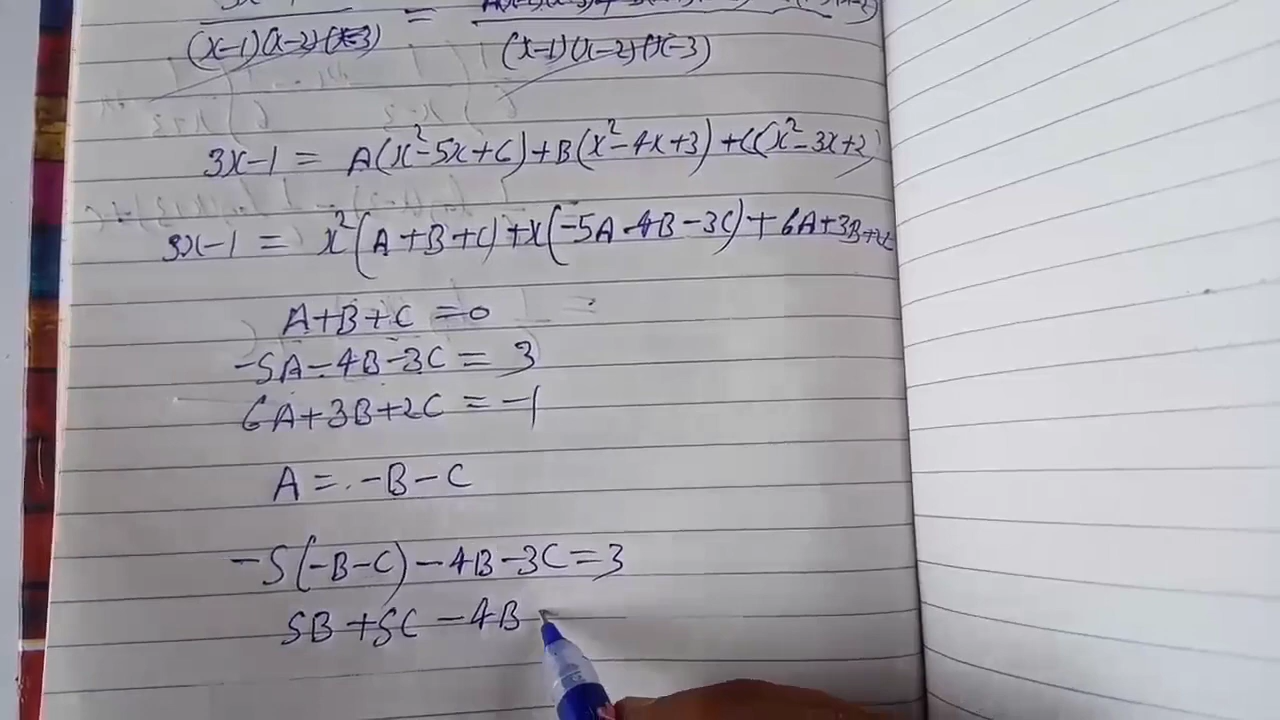 (x-1)(x-2)(x-3) = (x-1)(x-2)(x-3)
3x-1 = A(x²-5x+6)+B(x²-4x+3)+C(x²-3x+2)
3x-1 = x²(A+B+C)+x(-5A-4B-3C)+6A+3B+2C
A+B+C=0
-5A-4B-3C=3
6A+3B+2C=-1
A=-B-C
-5(-B-C)-4B-3C=3
5B+5C-4B